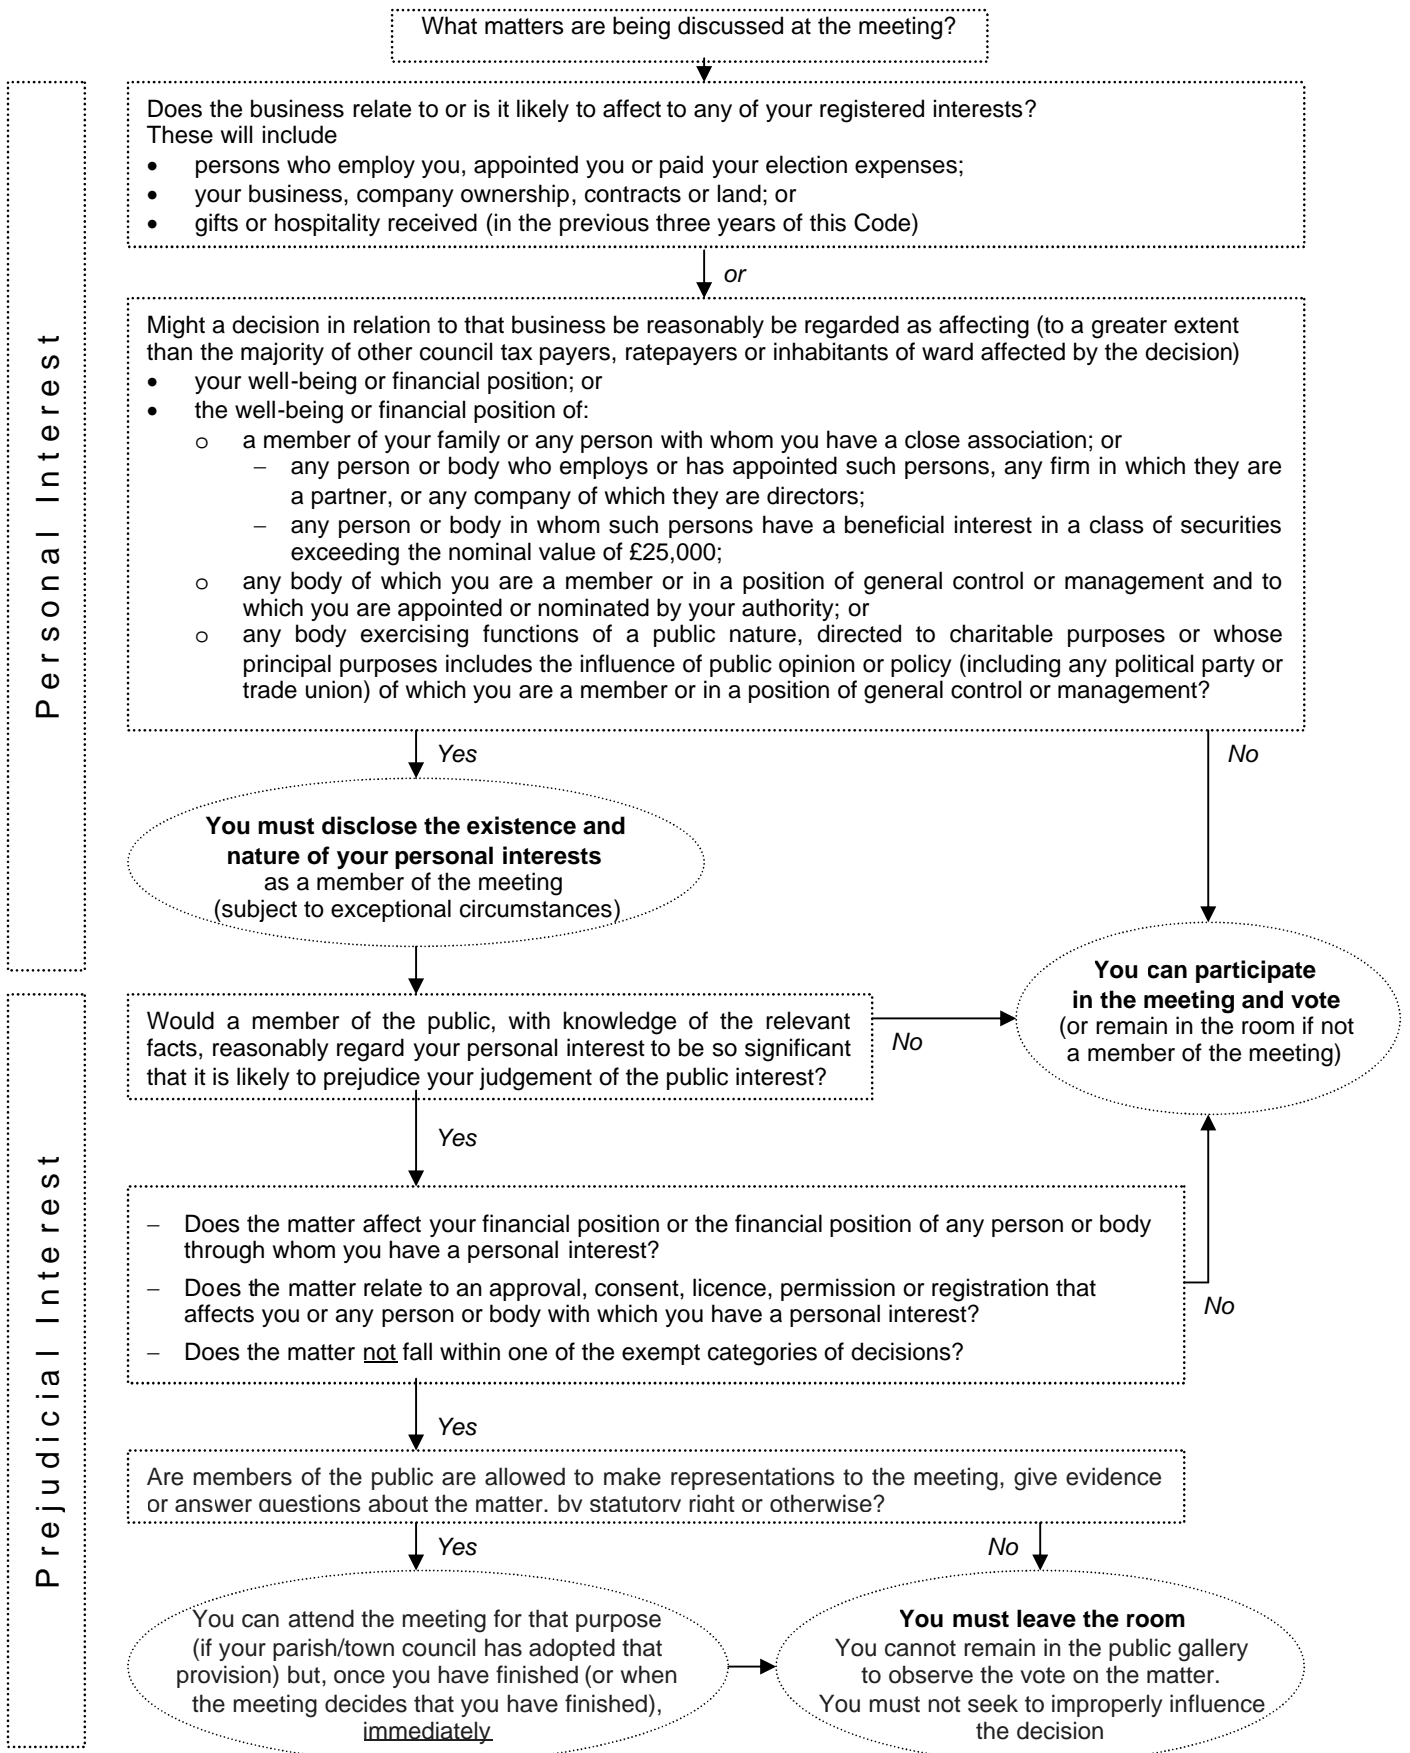 What matters are being discussed at the meeting?
Personal Interest
Does the business relate to or is it likely to affect to any of your registered interests?
These will include
• persons who employ you, appointed you or paid your election expenses;
• your business, company ownership, contracts or land; or
• gifts or hospitality received (in the previous three years of this Code)
or
Might a decision in relation to that business be reasonably be regarded as affecting (to a greater extent
than the majority of other council tax payers, ratepayers or inhabitants of ward affected by the decision)
• your well-being or financial position; or
• the well-being or financial position of:
o a member of your family or any person with whom you have a close association; or
– any person or body who employs or has appointed such persons, any firm in which they are
a partner, or any company of which they are directors;
– any person or body in whom such persons have a beneficial interest in a class of securities
exceeding the nominal value of £25,000;
o any body of which you are a member or in a position of general control or management and to
which you are appointed or nominated by your authority; or
o any body exercising functions of a public nature, directed to charitable purposes or whose
principal purposes includes the influence of public opinion or policy (including any political party or
trade union) of which you are a member or in a position of general control or management?
Yes
No
You must disclose the existence and
nature of your personal interests
as a member of the meeting
(subject to exceptional circumstances)
You can participate
in the meeting and vote
(or remain in the room if not
a member of the meeting)
Prejudicial Interest
Would a member of the public, with knowledge of the relevant
facts, reasonably regard your personal interest to be so significant
that it is likely to prejudice your judgement of the public interest?
No
Yes
– Does the matter affect your financial position or the financial position of any person or body
through whom you have a personal interest?
– Does the matter relate to an approval, consent, licence, permission or registration that
affects you or any person or body with which you have a personal interest?
– Does the matter not fall within one of the exempt categories of decisions?
No
Yes
Are members of the public are allowed to make representations to the meeting, give evidence
or answer questions about the matter, by statutory right or otherwise?
Yes
No
You can attend the meeting for that purpose
(if your parish/town council has adopted that
provision) but, once you have finished (or when
the meeting decides that you have finished),
immediately
You must leave the room
You cannot remain in the public gallery
to observe the vote on the matter.
You must not seek to improperly influence
the decision